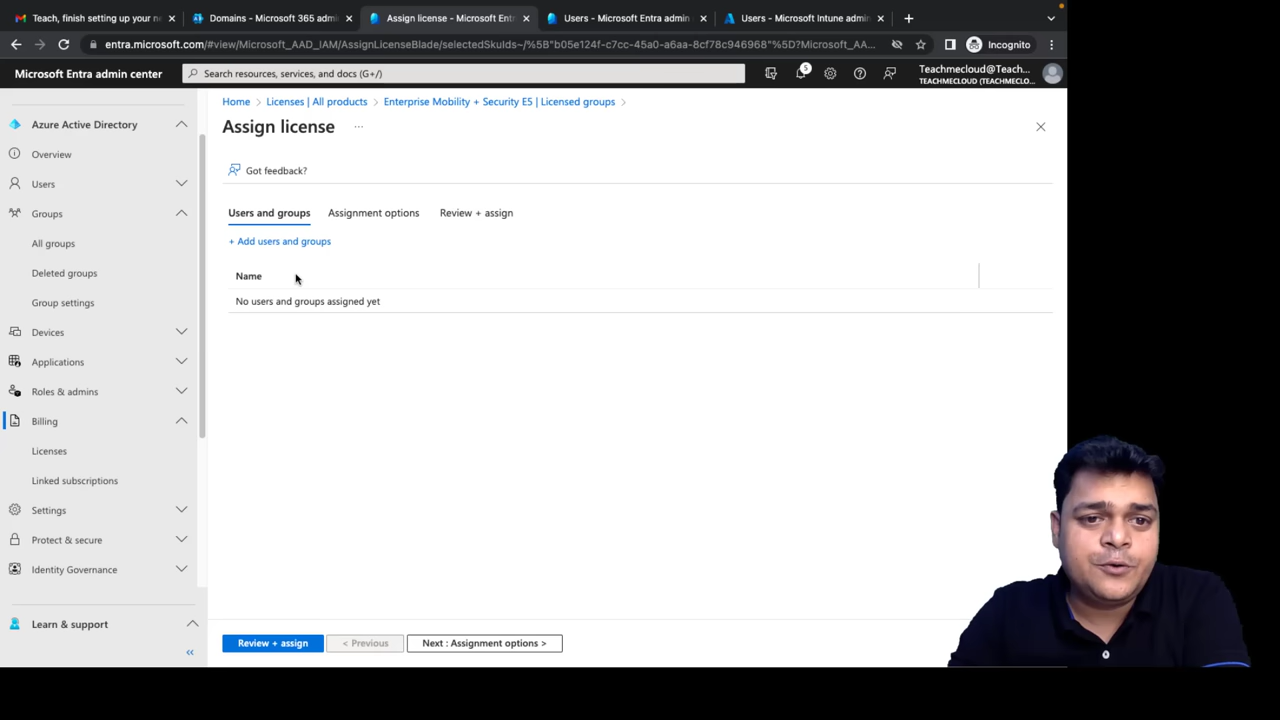 Teach, finish setting up your n
Domains - Microsoft 365 admi
Assign license - Microsoft Entr
Users - Microsoft Entra admin
Users - Microsoft Intune admin
entra.microsoft.com/#view/Microsoft_AAD_IAM/AssignLicenseBlade/selectedSkuIds~/%5B"b05e124f-c7cc-45a0-a6aa-8cf78c946968"%5D?Microsoft_AA...
Incognito
Microsoft Entra admin center
Search resources, services, and docs (G+/)
5
Teachmecloud@Teach...
TEACHMECLOUD (TEACHMECLO...
Home > Licenses | All products > Enterprise Mobility + Security E5 | Licensed groups >
Assign license ...
Got feedback?
Users and groups
Assignment options
Review + assign
+ Add users and groups
Name
No users and groups assigned yet
Azure Active Directory
Overview
Users
Groups
All groups
Deleted groups
Group settings
Devices
Applications
Roles & admins
Billing
Licenses
Linked subscriptions
Settings
Protect & secure
Identity Governance
Learn & support
«
Review + assign
< Previous
Next : Assignment options >